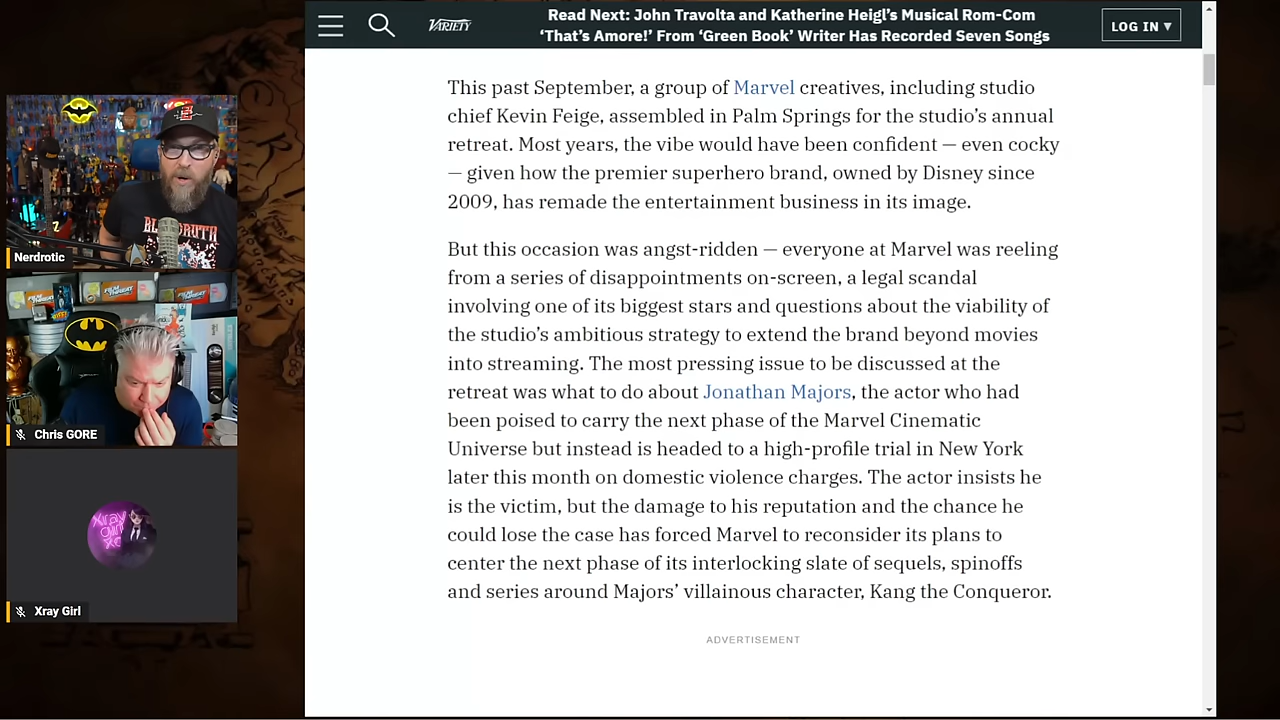 Read Next: John Travolta and Katherine Heigl’s Musical Rom-Com
VARIETY
‘That’s Amore!’ From ‘Green Book’ Writer Has Recorded Seven Songs
LOG IN ▾
This past September, a group of Marvel creatives, including studio
chief Kevin Feige, assembled in Palm Springs for the studio’s annual
retreat. Most years, the vibe would have been confident — even cocky
— given how the premier superhero brand, owned by Disney since
2009, has remade the entertainment business in its image.
But this occasion was angst-ridden — everyone at Marvel was reeling
from a series of disappointments on-screen, a legal scandal
involving one of its biggest stars and questions about the viability of
the studio’s ambitious strategy to extend the brand beyond movies
into streaming. The most pressing issue to be discussed at the
retreat was what to do about Jonathan Majors, the actor who had
been poised to carry the next phase of the Marvel Cinematic
Universe but instead is headed to a high-profile trial in New York
later this month on domestic violence charges. The actor insists he
is the victim, but the damage to his reputation and the chance he
could lose the case has forced Marvel to reconsider its plans to
center the next phase of its interlocking slate of sequels, spinoffs
and series around Majors’ villainous character, Kang the Conqueror.
ADVERTISEMENT
Nerdrotic
Chris GORE
Xray Girl
xray
girl
xo